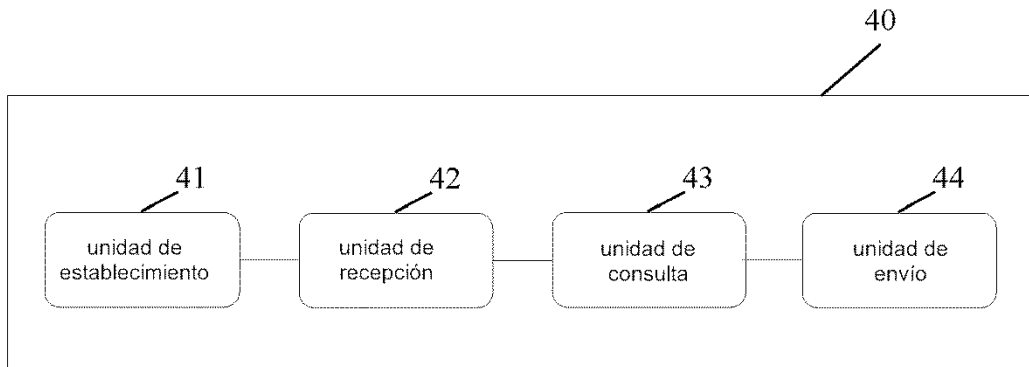 40
41
42
43
44
unidad de
establecimiento
unidad de
recepción
unidad de
consulta
unidad de
envío